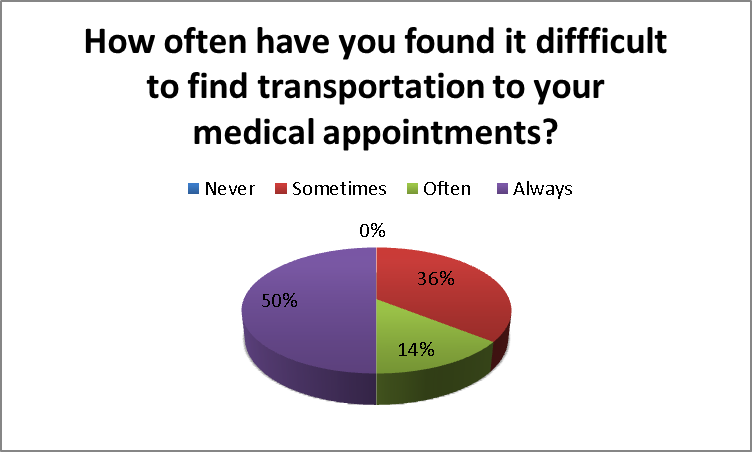 How often have you found it diffficult
to find transportation to your
medical appointments?
Never Sometimes Often Always
0%
36%
50%
14%